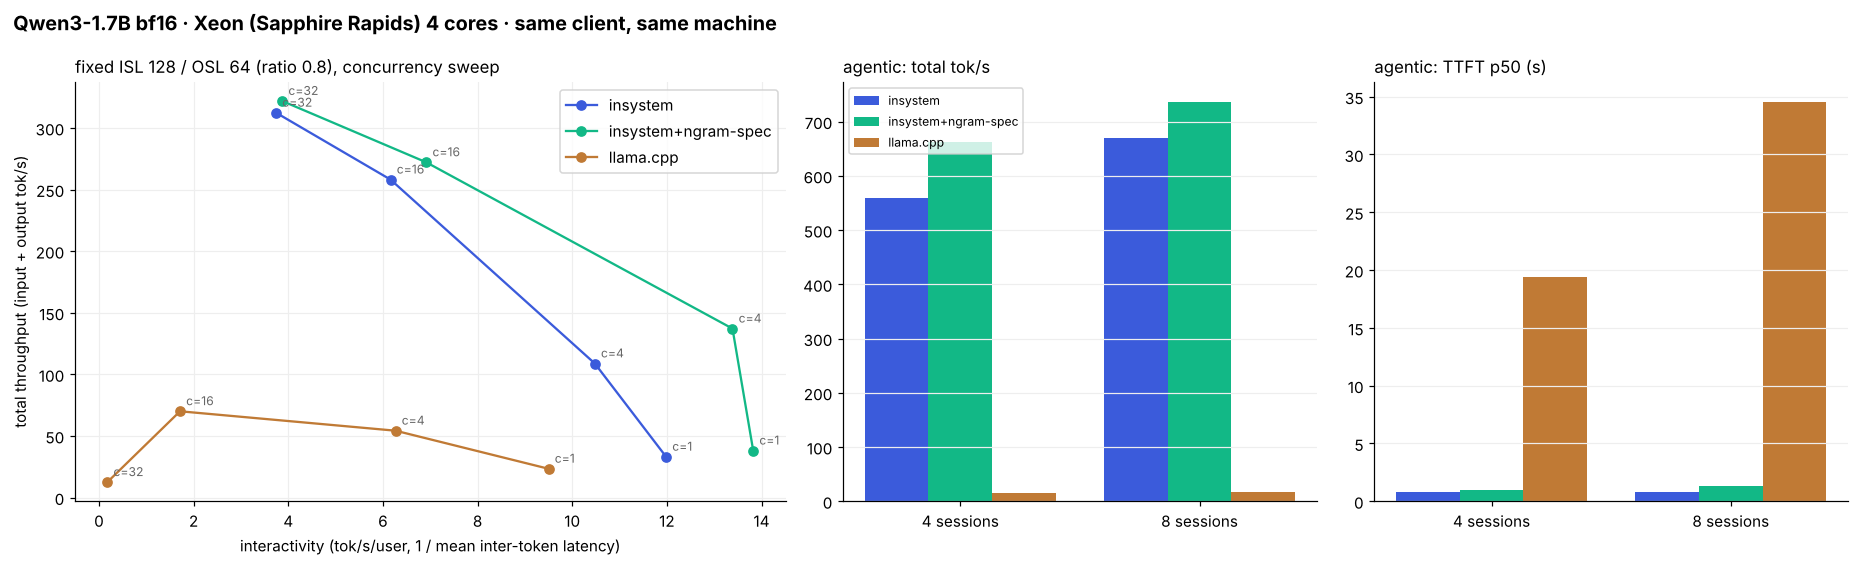 Qwen3-1.7B bf16 · Xeon (Sapphire Rapids) 4 cores · same client, same machine
fixed ISL 128 / OSL 64 (ratio 0.8), concurrency sweep
total throughput (input + output tok/s)
300
250
200
150
100
50
0
c=32
c=32
c=16
c=16
c=4
c=4
c=1
c=1
c=16
c=4
c=1
c=32
insystem
insystem+ngram-spec
llama.cpp
0 2 4 6 8 10 12 14
interactivity (tok/s/user, 1 / mean inter-token latency)
agentic: total tok/s
insystem
insystem+ngram-spec
llama.cpp
700
600
500
400
300
200
100
0
4 sessions 8 sessions
agentic: TTFT p50 (s)
35
30
25
20
15
10
5
0
4 sessions 8 sessions